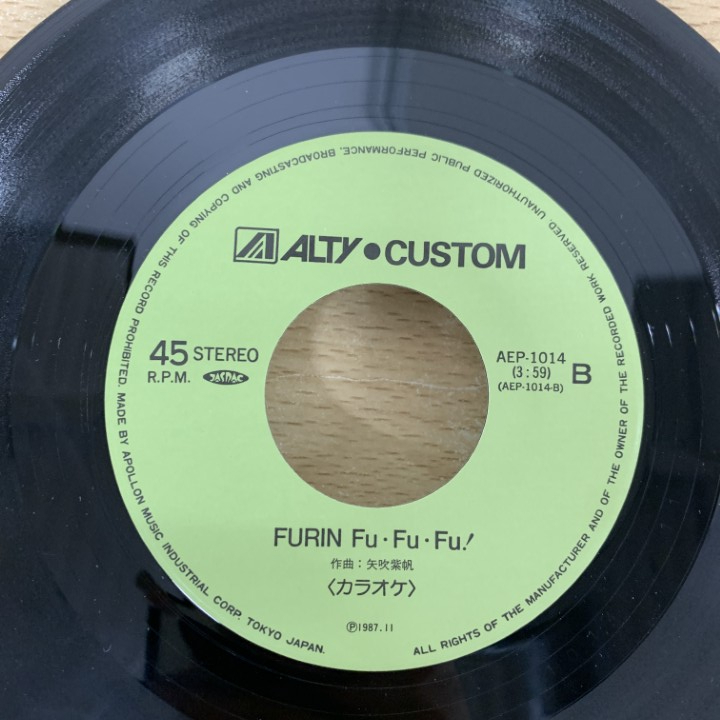 ALTY●CUSTOM
45 STEREO
R.P.M. JASRAC
AEP-1014
(3:59) B
(AEP-1014-B)
FURIN Fu・Fu・Fu!
作曲:矢吹紫帆
〈カラオケ〉
Ⓟ1987.11
ALL RIGHTS OF THE MANUFACTURER AND OF THE OWNER OF THE RECORDED WORK RESERVED. UNAUTHORIZED PUBLIC PERFORMANCE, BROADCASTING AND COPYING OF THIS RECORD PROHIBITED. MADE BY APOLLON MUSIC INDUSTRIAL CORP. TOKYO JAPAN.